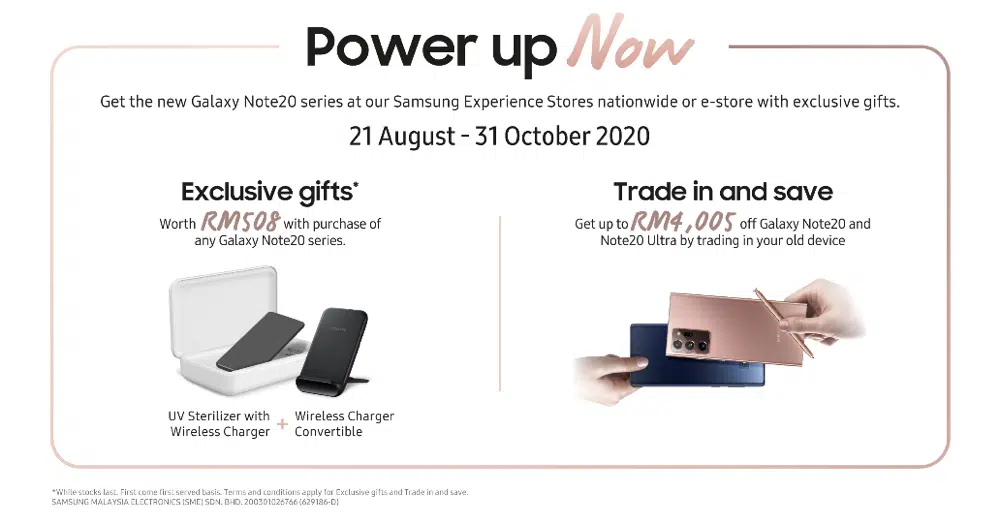 Power up Now
Get the new Galaxy Note20 series at our Samsung Experience Stores nationwide or e-store with exclusive gifts.
21 August - 31 October 2020
Exclusive gifts*
Worth RM508 with purchase of
any Galaxy Note20 series.
UV Sterilizer with
Wireless Charger
+
Wireless Charger
Convertible
Trade in and save
Get up to RM4,005 off Galaxy Note20 and
Note20 Ultra by trading in your old device
*While stocks last. First come first served basis. Terms and conditions apply for Exclusive gifts and Trade in and save.
SAMSUNG MALAYSIA ELECTRONICS (SME) SDN. BHD. 200301026766 (629186-D)